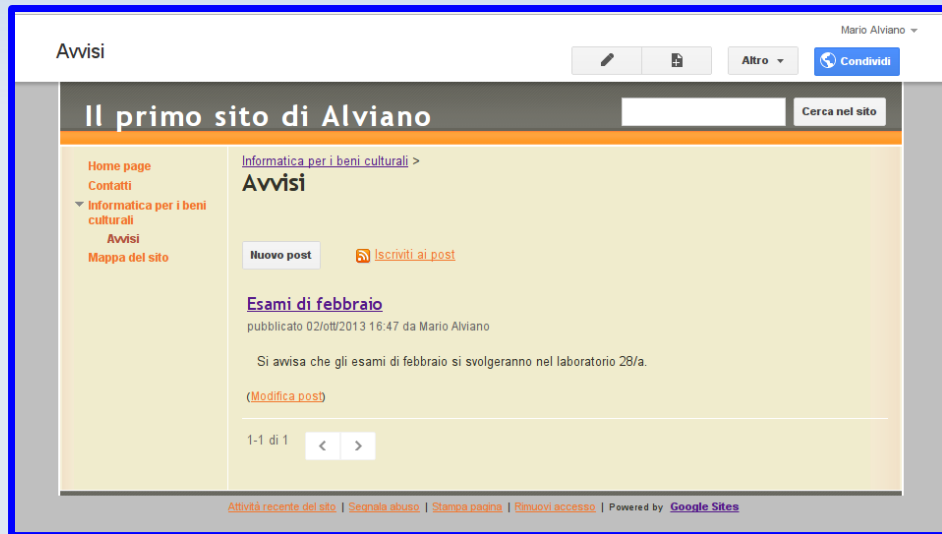 Mario Alviano
Avvisi
Altro
Condividi
Il primo sito di Alviano
Cerca nel sito
Home page
Contatti
Informatica per i beni
culturali
Avvisi
Mappa del sito
Informatica per i beni culturali >
Avvisi
Nuovo post
Iscriviti ai post
Esami di febbraio
pubblicato 02/ott/2013 16:47 da Mario Alviano
Si avvisa che gli esami di febbraio si svolgeranno nel laboratorio 28/a.
(Modifica post)
1-1 di 1
Attività recente del sito | Segnala abuso | Stampa pagina | Rimuovi accesso | Powered by Google Sites